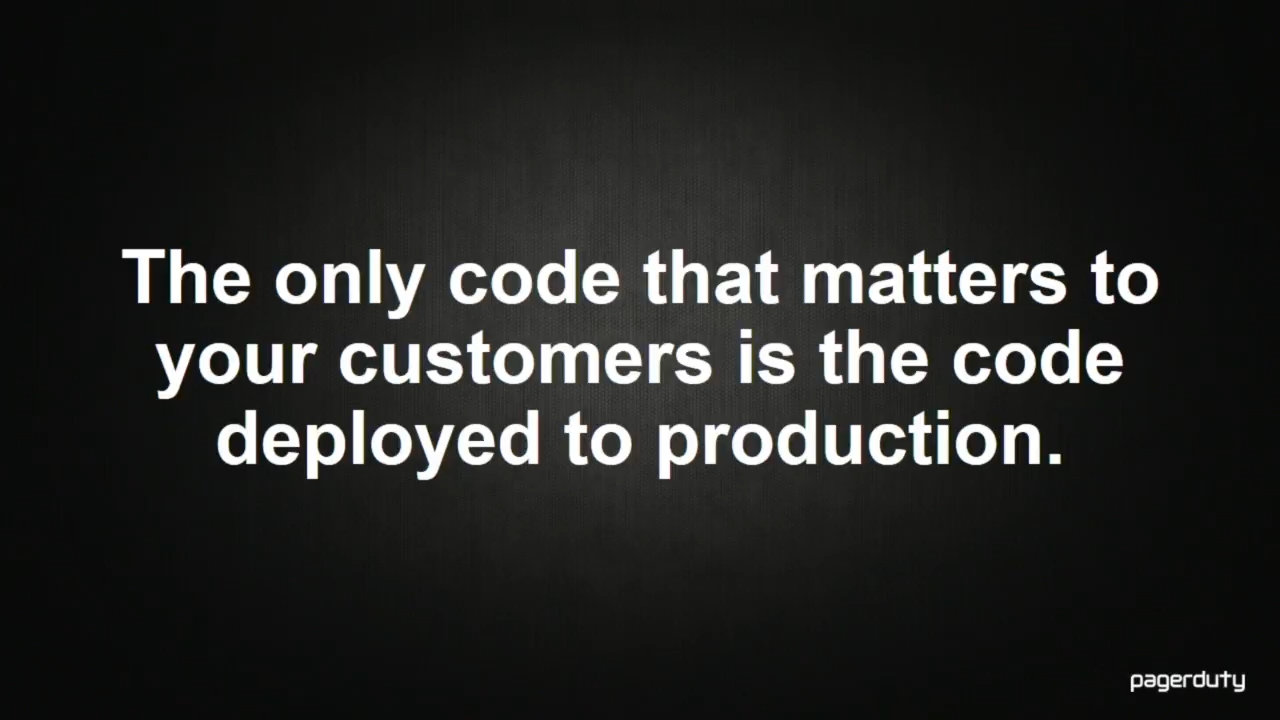 The only code that matters to
your customers is the code
deployed to production.
pagerduty